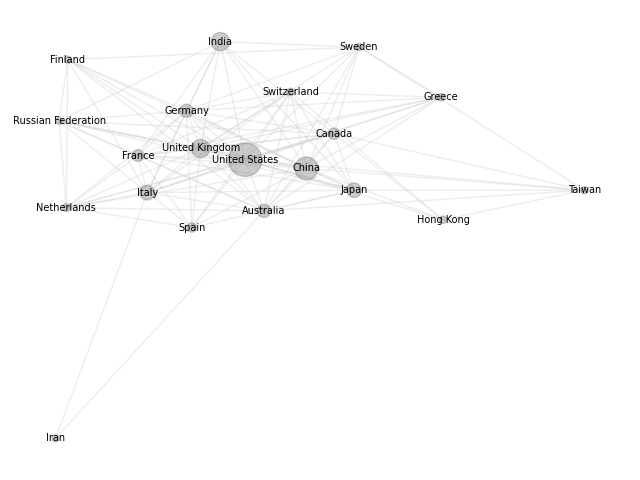 India
Sweden
Finland
Switzerland
Greece
Germany
Russian Federation
Canada
United Kingdom
France
United States
China
Italy
Japan
Taiwan
Netherlands
Australia
Hong Kong
Spain
Iran